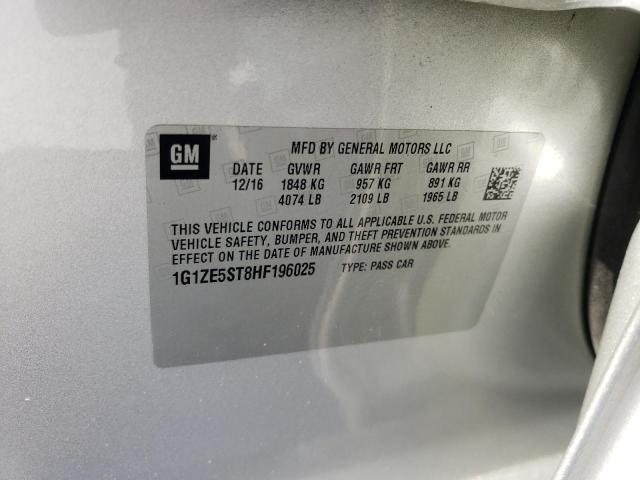 GM
MFD BY GENERAL MOTORS LLC
DATE GVWR GAWR FRT GAWR RR
12/16 1848 KG 957 KG 891 KG
4074 LB 2109 LB 1965 LB
THIS VEHICLE CONFORMS TO ALL APPLICABLE U.S. FEDERAL MOTOR
VEHICLE SAFETY, BUMPER, AND THEFT PREVENTION STANDARDS IN
EFFECT ON THE DATE OF MANUFACTURE SHOWN ABOVE.
1G1ZE5ST8HF196025 TYPE: PASS CAR